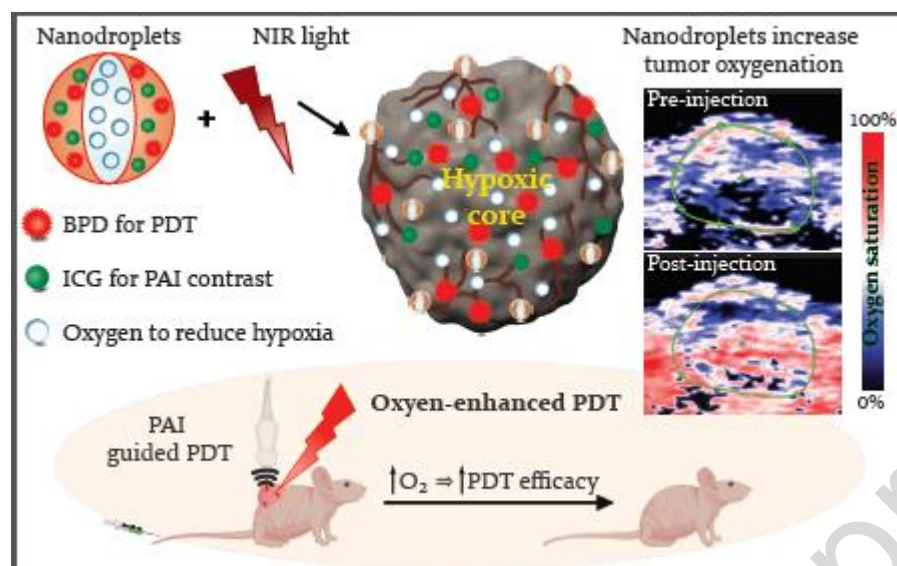 Nanodroplets
+
NIR light
BPD for PDT
ICG for PAI contrast
Oxygen to reduce hypoxia
Hypoxic
core
Nanodroplets increase
tumor oxygenation
Pre-injection
Post-injection
100%
Oxygen saturation
0%
PAI
guided PDT
Oxyen-enhanced PDT
↑O₂ ⇒ ↑PDT efficacy